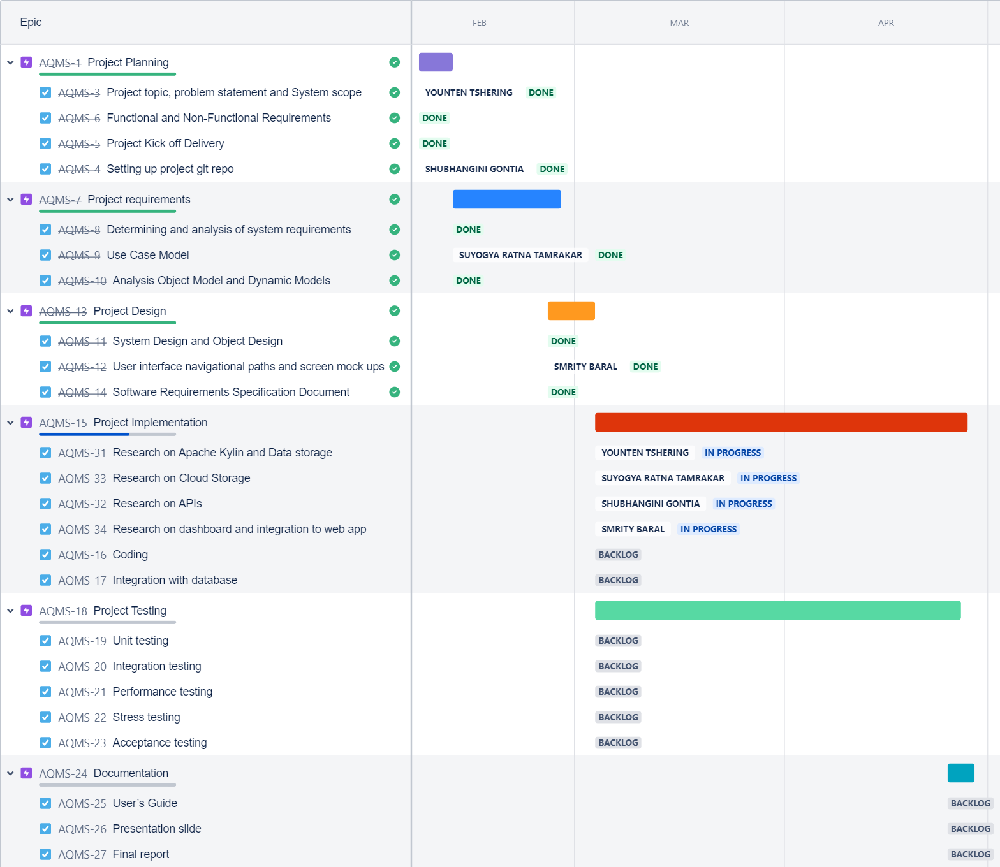 Epic FEB MAR APR
AQMS-1 Project Planning
AQMS-3 Project topic, problem statement and System scope YOUNTEN TSHERING DONE
AQMS-6 Functional and Non-Functional Requirements DONE
AQMS-5 Project Kick off Delivery DONE
AQMS-4 Setting up project git repo SHUBHANGINI GONTIA DONE
AQMS-7 Project requirements
AQMS-8 Determining and analysis of system requirements DONE
AQMS-9 Use Case Model SUYOGYA RATNA TAMRAKAR DONE
AQMS-10 Analysis Object Model and Dynamic Models DONE
AQMS-13 Project Design
AQMS-11 System Design and Object Design DONE
AQMS-12 User interface navigational paths and screen mock ups SMRITY BARAL DONE
AQMS-14 Software Requirements Specification Document DONE
AQMS-15 Project Implementation
AQMS-31 Research on Apache Kylin and Data storage YOUNTEN TSHERING IN PROGRESS
AQMS-33 Research on Cloud Storage SUYOGYA RATNA TAMRAKAR IN PROGRESS
AQMS-32 Research on APIs SHUBHANGINI GONTIA IN PROGRESS
AQMS-34 Research on dashboard and integration to web app SMRITY BARAL IN PROGRESS
AQMS-16 Coding BACKLOG
AQMS-17 Integration with database BACKLOG
AQMS-18 Project Testing
AQMS-19 Unit testing BACKLOG
AQMS-20 Integration testing BACKLOG
AQMS-21 Performance testing BACKLOG
AQMS-22 Stress testing BACKLOG
AQMS-23 Acceptance testing BACKLOG
AQMS-24 Documentation
AQMS-25 User’s Guide BACKLOG
AQMS-26 Presentation slide BACKLOG
AQMS-27 Final report BACKLOG